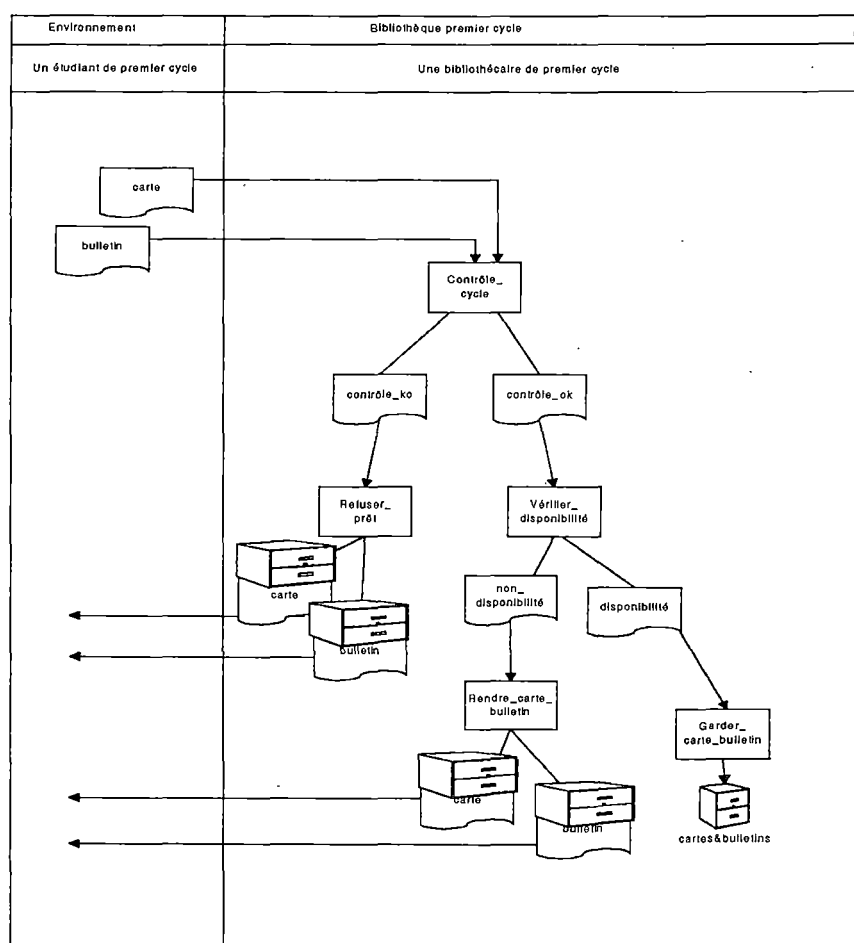 Environnement
Bibliothèque premier cycle
Un étudiant de premier cycle
Une bibliothécaire de premier cycle
carte
bulletin
Contrôle_
cycle
contrôle_ko
contrôle_ok
Refuser_
prêt
Vérifier_
disponibilité
carte
bulletin
non_
disponibilité
disponibilité
Rendre_carte_
bulletin
Garder_
carte_bulletin
carte
bulletin
cartes&bulletins